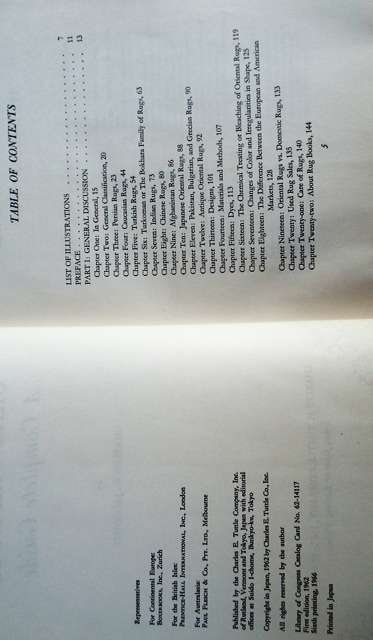 Representatives
For Continental Europe:
BOXERBOOKS, INC., Zurich
For the British Isles:
PRENTICE-HALL INTERNATIONAL, INC., London
For Australasia:
PAUL FLESCH & CO., PTY. LTD., Melbourne
Published by the Charles E. Tuttle Company, Inc.
of Rutland, Vermont and Tokyo, Japan with editorial
offices at Suido 1-chome, Bunkyo-ku, Tokyo
Copyright in Japan, 1962 by Charles E. Tuttle Co., Inc.
All rights reserved by the author
Library of Congress Catalog Card No. 62-14117
First edition, 1962
Sixth printing, 1966
Printed in Japan
TABLE OF CONTENTS
LIST OF ILLUSTRATIONS . . . . . . . . . . . . 7
PREFACE . . . . . . . . . . . . 11
PART I: GENERAL DISCUSSION . . . . . . . . . . . . 13
Chapter One: In General, 15
Chapter Two: General Classification, 20
Chapter Three: Persian Rugs, 23
Chapter Four: Caucasian Rugs, 44
Chapter Five: Turkish Rugs, 54
Chapter Six: Turkoman or The Bokhara Family of Rugs, 63
Chapter Seven: Indian Rugs, 73
Chapter Eight: Chinese Rugs, 80
Chapter Nine: Afghanistan Rugs, 86
Chapter Ten: Japanese Oriental Rugs, 88
Chapter Eleven: Pakistan, Bulgarian, and Grecian Rugs, 90
Chapter Twelve: Antique Oriental Rugs, 92
Chapter Thirteen: Designs, 101
Chapter Fourteen: Materials and Methods, 107
Chapter Fifteen: Dyes, 113
Chapter Sixteen: The Chemical Treating or Bleaching of Oriental Rugs, 119
Chapter Seventeen: Changes of Color and Irregularities in Shape, 125
Chapter Eighteen: The Difference Between the European and American
Markets, 128
Chapter Nineteen: Oriental Rugs vs. Domestic Rugs, 133
Chapter Twenty: Used Rug Sales, 135
Chapter Twenty-one: Care of Rugs, 140
Chapter Twenty-two: About Rug Books, 144
5